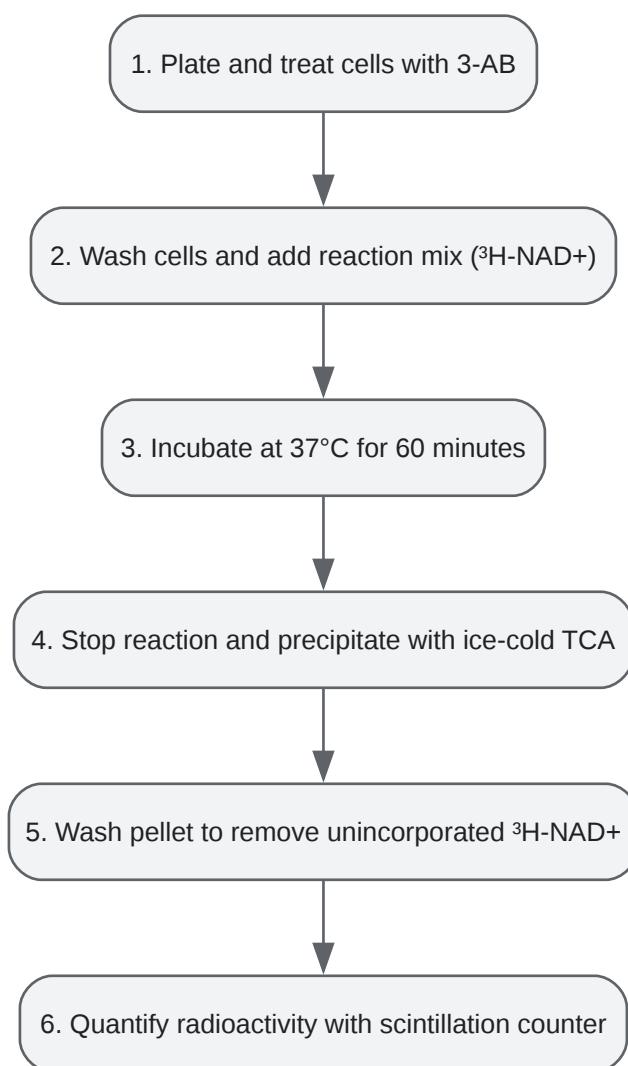 1. Plate and treat cells with 3-AB
2. Wash cells and add reaction mix (³H-NAD+)
3. Incubate at 37°C for 60 minutes
4. Stop reaction and precipitate with ice-cold TCA
5. Wash pellet to remove unincorporated ³H-NAD+
6. Quantify radioactivity with scintillation counter